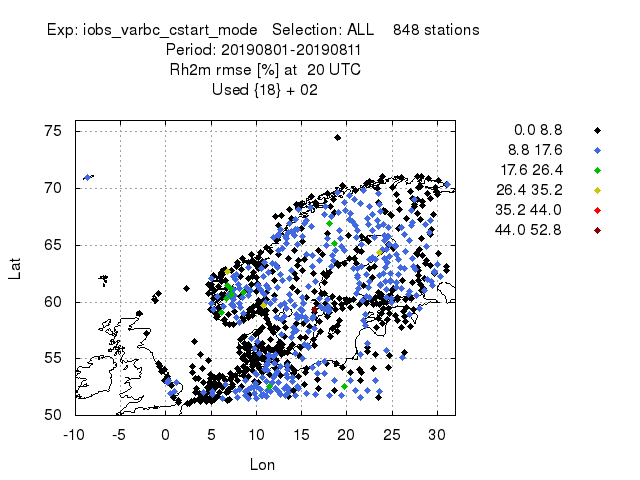 Exp: iobs_varbc_cstart_mode   Selection: ALL    848 stations
Period: 20190801-20190811
Rh2m rmse [%] at  20 UTC
Used {18} + 02
0.0 8.8
8.8 17.6
17.6 26.4
26.4 35.2
35.2 44.0
44.0 52.8
75
70
65
60
55
50
Lat
-10 -5 0 5 10 15 20 25 30
Lon